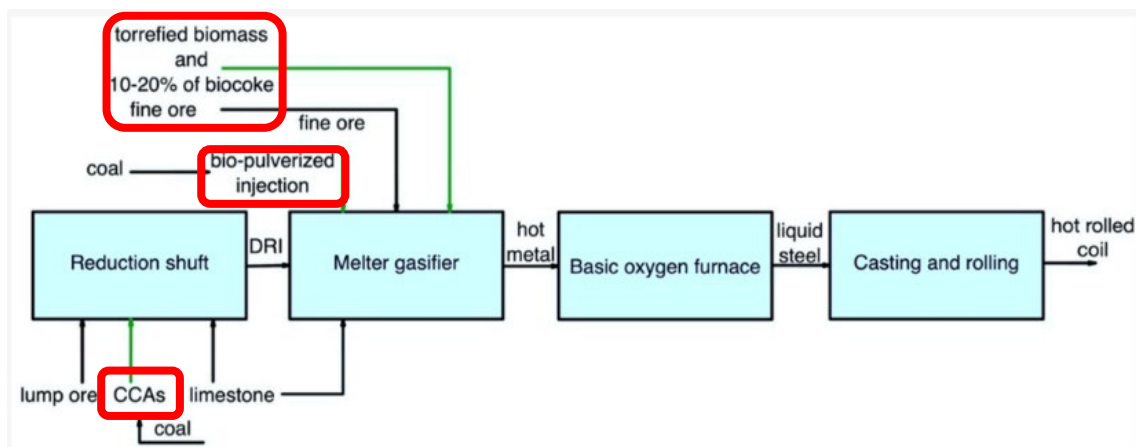 torrefied biomass
and
10-20% of biocoke
fine ore
fine ore
coal
bio-pulverized
injection
Reduction shuft
DRI
Melter gasifier
hot
metal
Basic oxygen furnace
liquid
steel
Casting and rolling
hot rolled
coil
lump ore
CCAs
limestone
coal